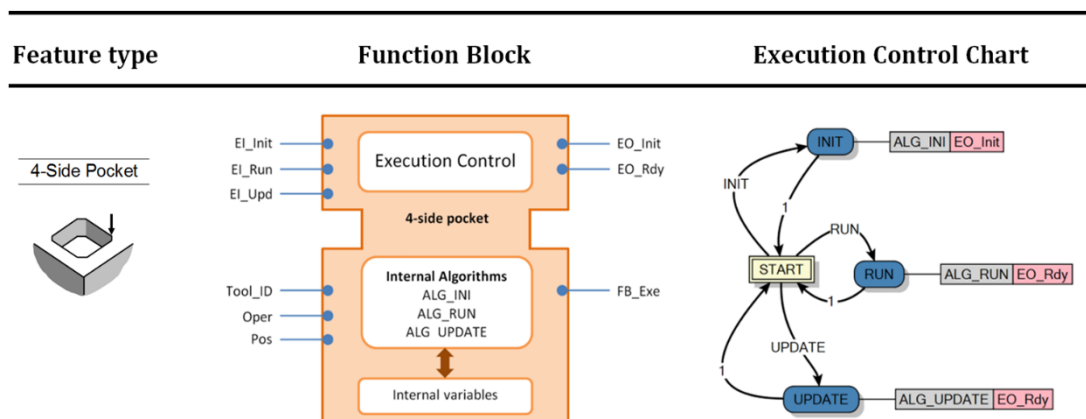 Feature type
Function Block
Execution Control Chart
4-Side Pocket
EI_Init
EI_Run
EI_Upd
Execution Control
EO_Init
EO_Rdy
4-side pocket
Tool_ID
Oper
Pos
Internal Algorithms
ALG_INI
ALG_RUN
ALG UPDATE
FB_Exe
Internal variables
INIT
ALG_INI
EO_Init
INIT
1
RUN
START
RUN
ALG_RUN
EO_Rdy
1
UPDATE
1
UPDATE
ALG_UPDATE
EO_Rdy